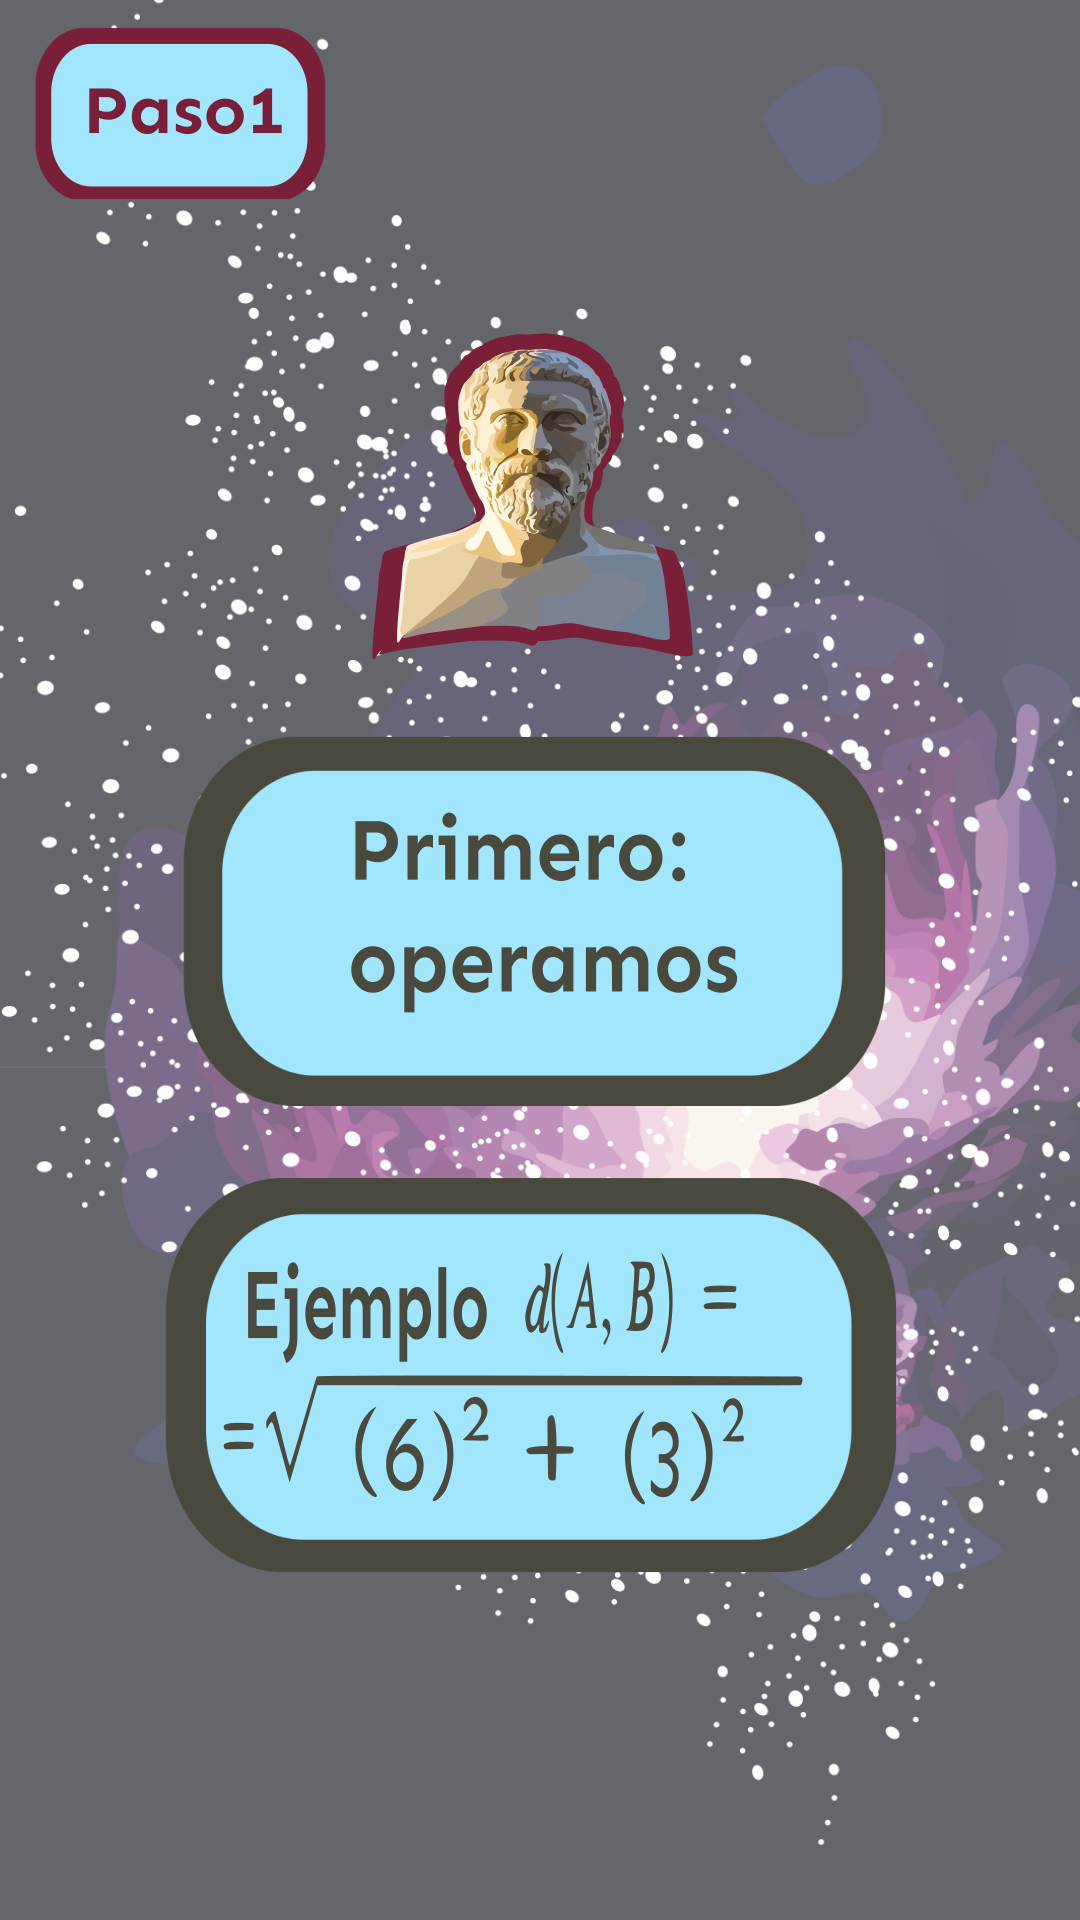 Paso1
Primero:
operamos
Ejemplo d(A, B) =
=√(6)² + (3)²